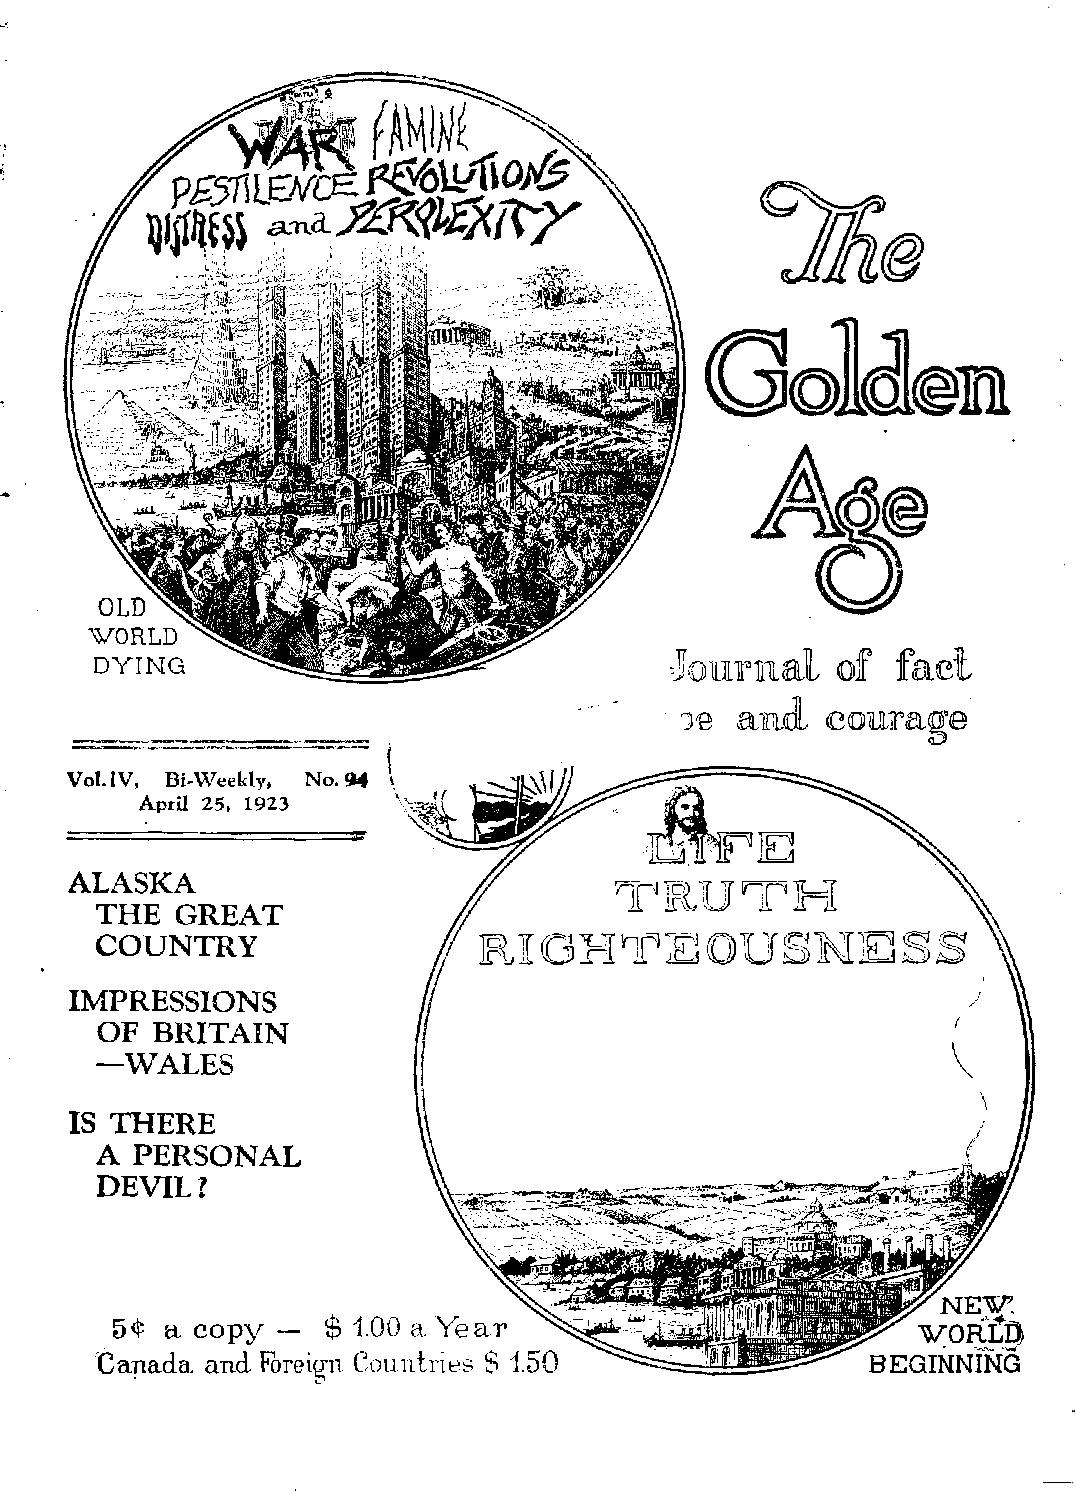 WAR FAMINE
PESTILENCE REVOLUTIONS
DISTRESS and PERPLEXITY
The
Golden
Age
OLD
WORLD
DYING
Journal of fact
and courage
Vol. IV, Bi-Weekly, No. 94
April 25, 1923
ALASKA
THE GREAT
COUNTRY
IMPRESSIONS
OF BRITAIN
—WALES
IS THERE
A PERSONAL
DEVIL?
LIFE
TRUTH
RIGHTEOUSNESS
5¢ a copy — $ 1.00 a Year
Canada and Foreign Countries $ 1.50
NEW
WORLD
BEGINNING